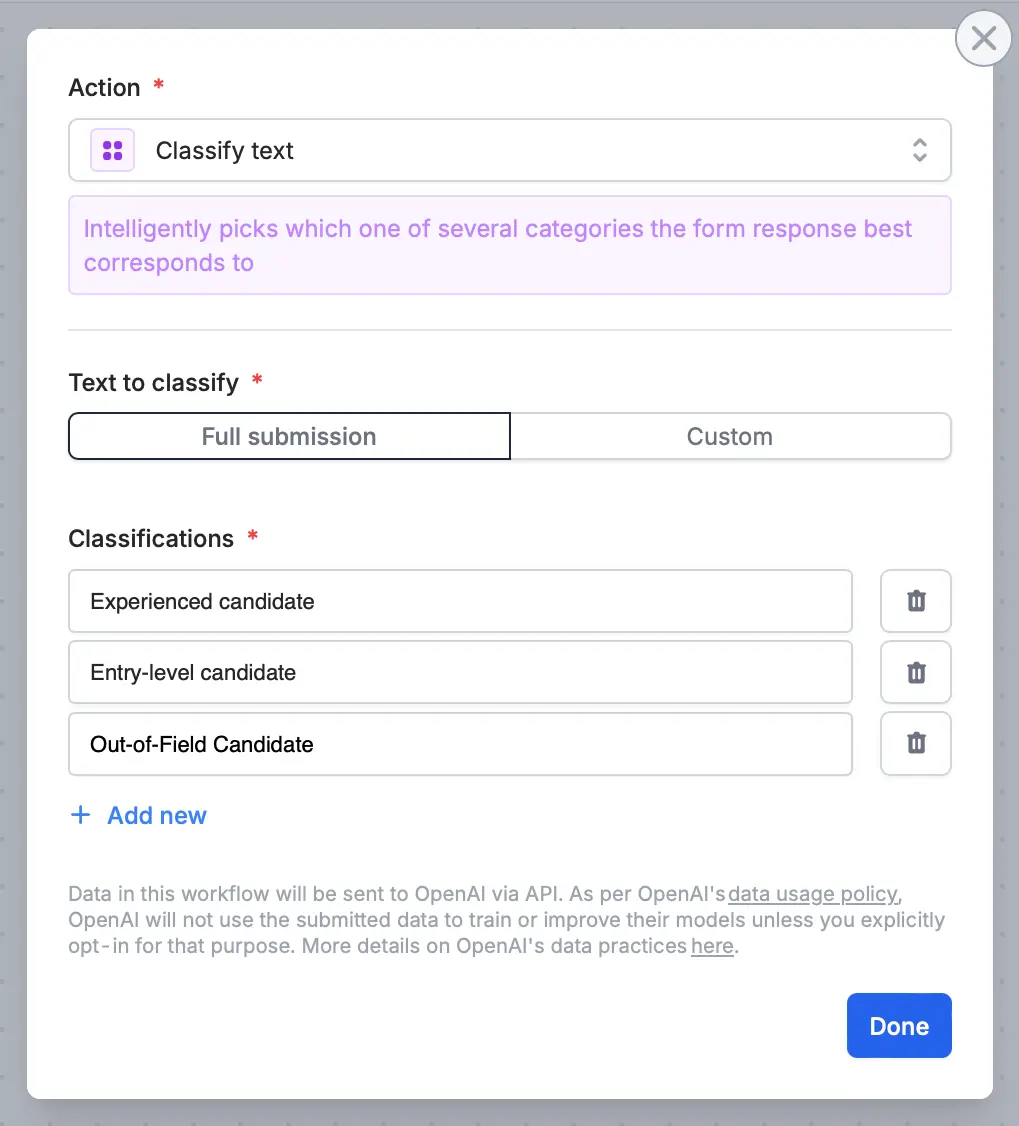 Action *
Classify text
Intelligently picks which one of several categories the form response best
corresponds to
Text to classify *
Full submission
Custom
Classifications *
Experienced candidate
Entry-level candidate
Out-of-Field Candidate
+ Add new
Data in this workflow will be sent to OpenAI via API. As per OpenAI's data usage policy,
OpenAI will not use the submitted data to train or improve their models unless you explicitly
opt-in for that purpose. More details on OpenAI's data practices here.
Done